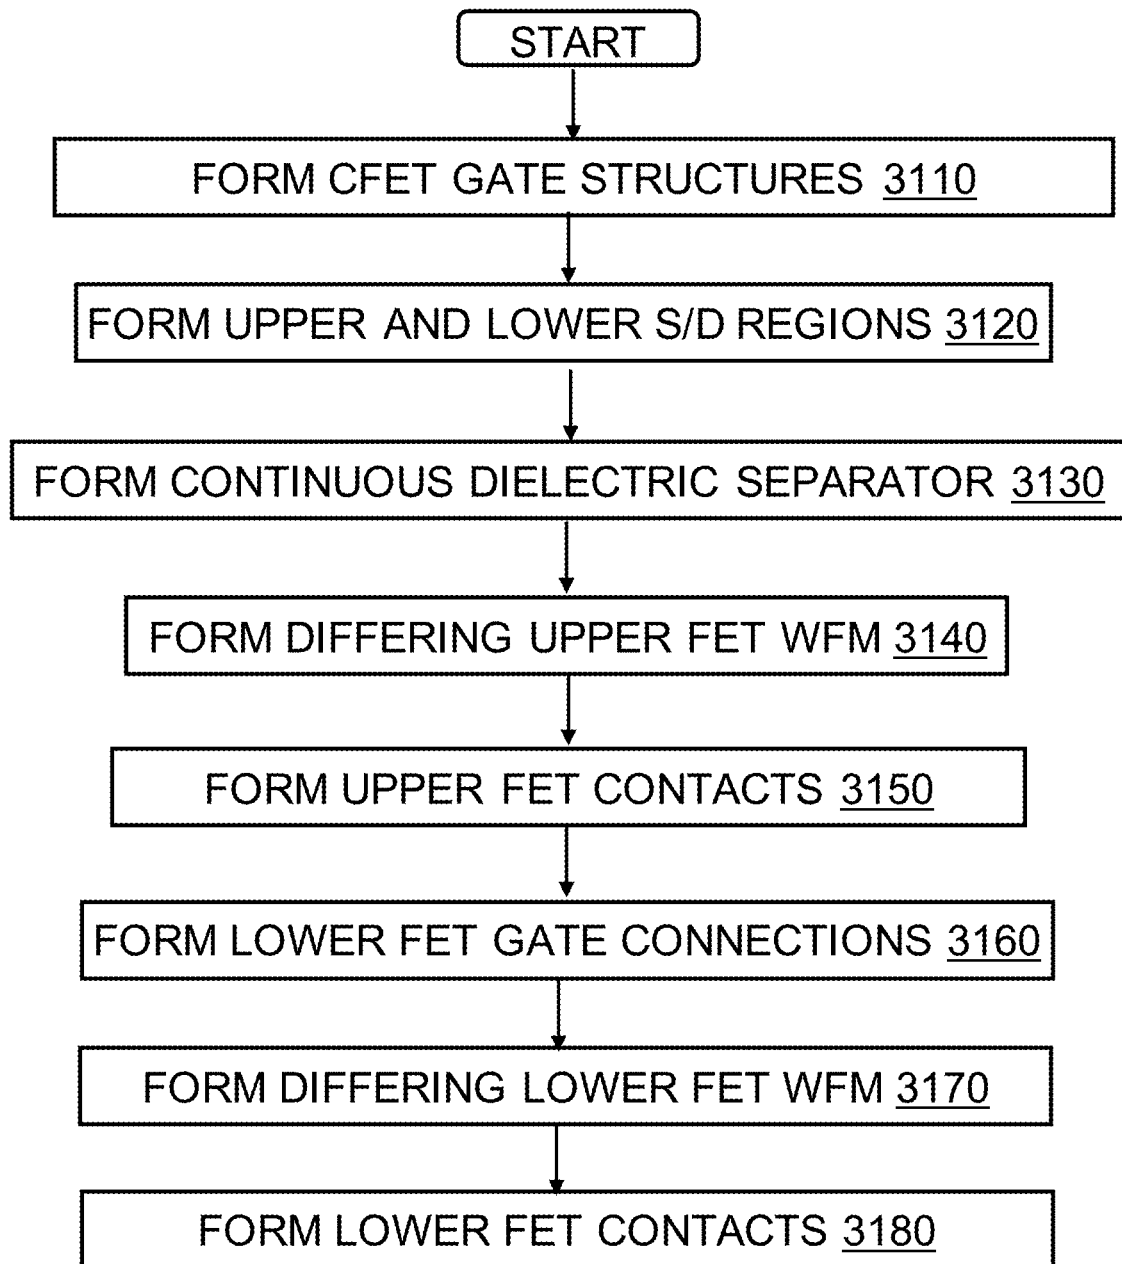 START
FORM CFET GATE STRUCTURES 3110
FORM UPPER AND LOWER S/D REGIONS 3120
FORM CONTINUOUS DIELECTRIC SEPARATOR 3130
FORM DIFFERING UPPER FET WFM 3140
FORM UPPER FET CONTACTS 3150
FORM LOWER FET GATE CONNECTIONS 3160
FORM DIFFERING LOWER FET WFM 3170
FORM LOWER FET CONTACTS 3180